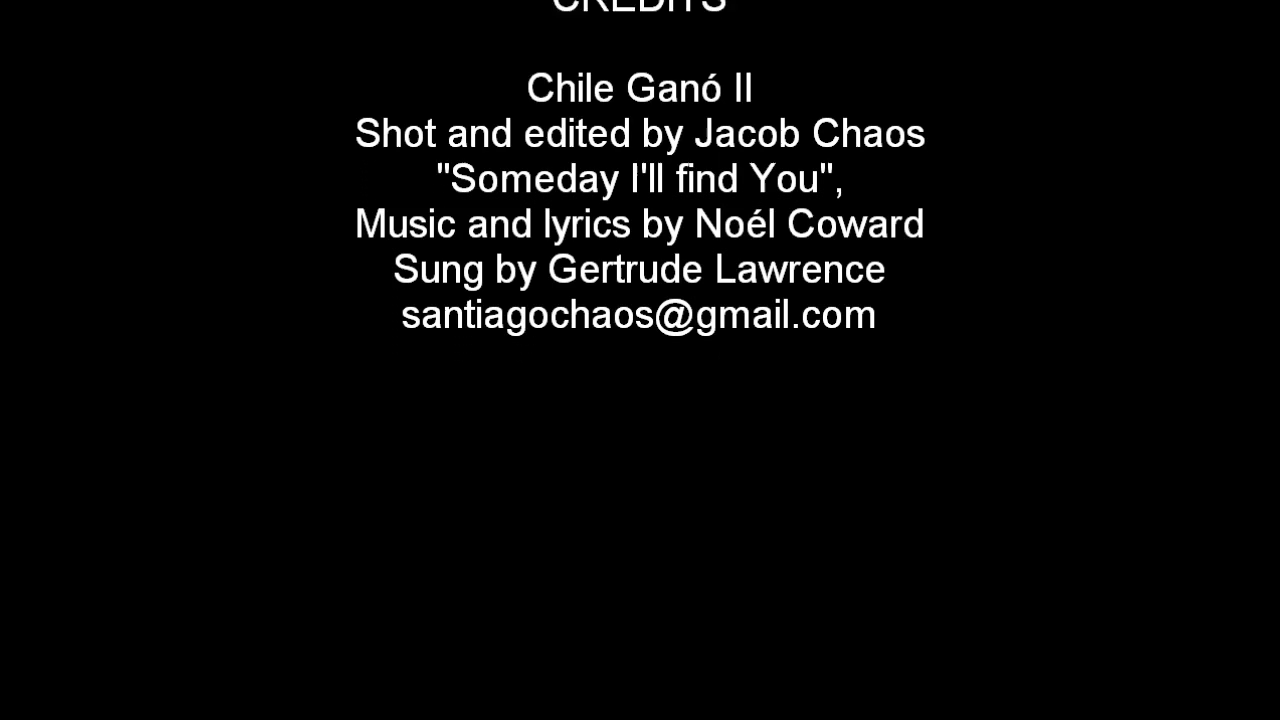 CREDITS
Chile Ganó II
Shot and edited by Jacob Chaos
"Someday I'll find You",
Music and lyrics by Noél Coward
Sung by Gertrude Lawrence
santiagochaos@gmail.com